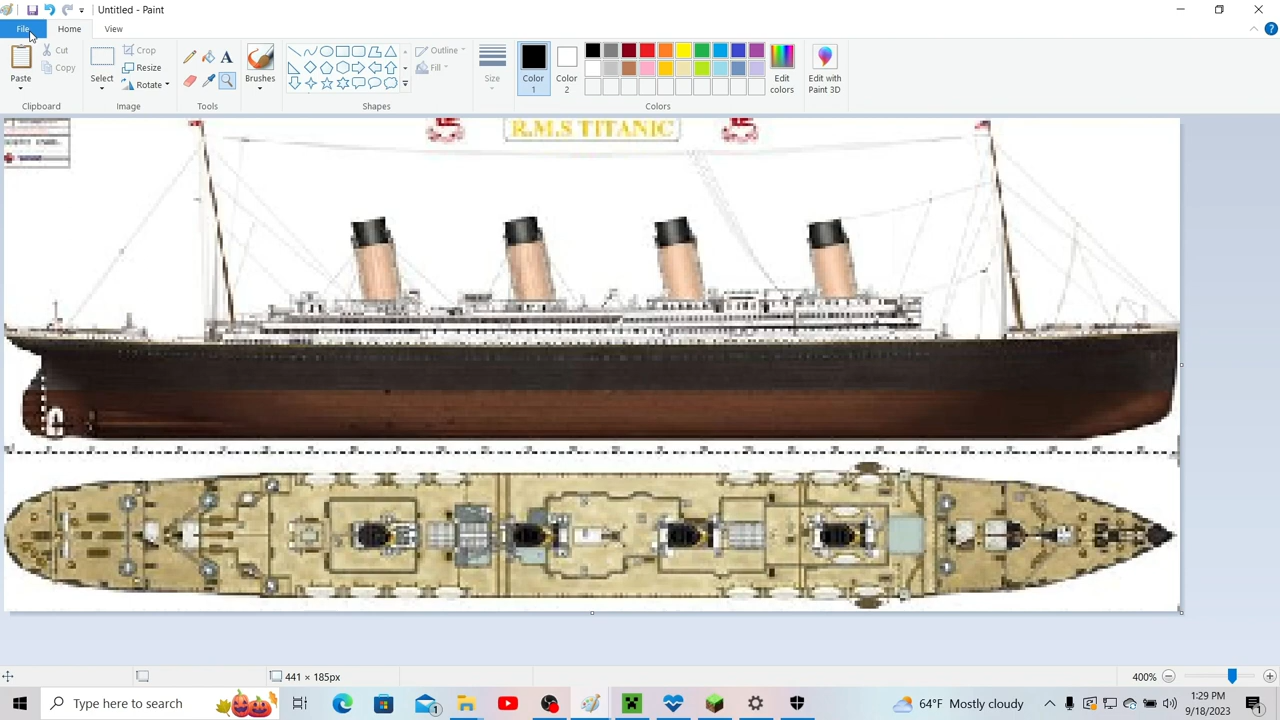 Untitled - Paint
File Home View
Paste
Cut
Copy
Clipboard
Select
Crop
Resize
Rotate
Image
A
Tools
Brushes
Outline
Fill
Shapes
Size
Color 1
Color 2
Edit colors
Colors
Edit with Paint 3D
R.M.S TITANIC
441 × 185px
400%
Type here to search
1
64°F Mostly cloudy
1:29 PM
9/18/2023
1